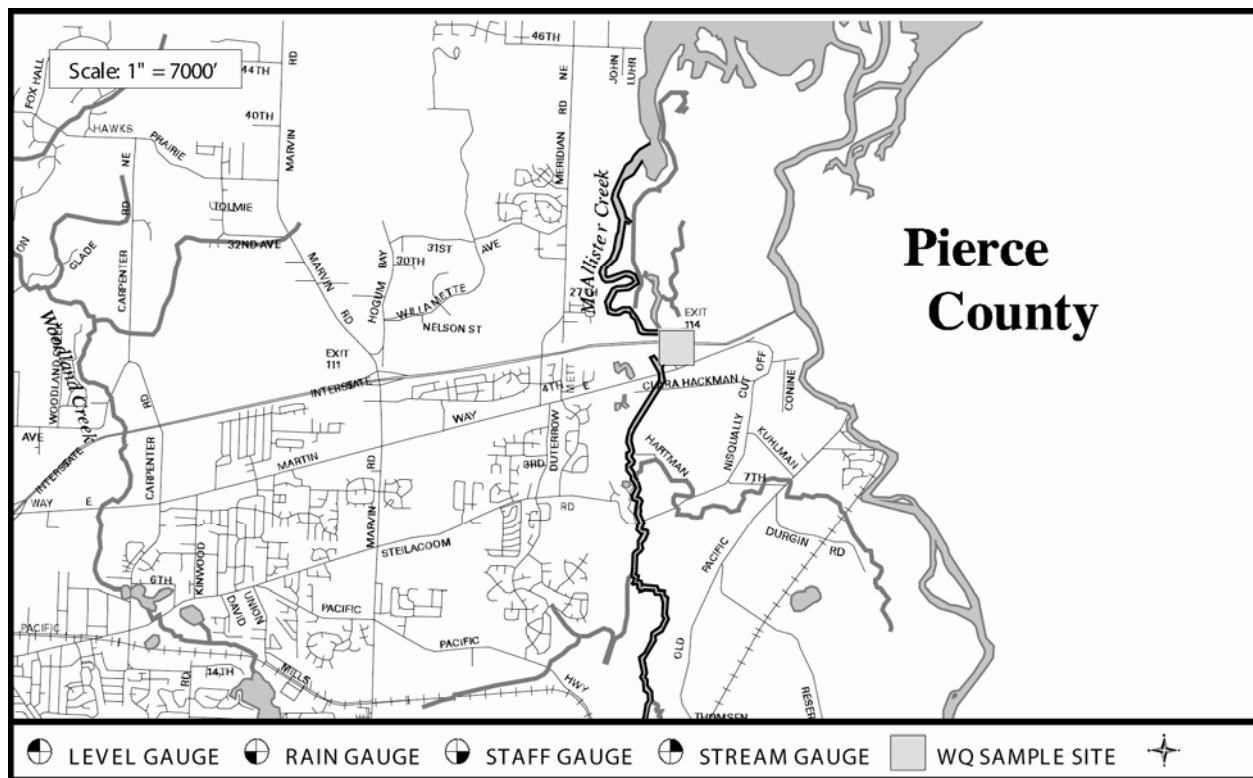 46TH
Scale: 1" = 7000'
44TH
RD
NE
JOHN
LUHR
FOX HALL
40TH
RD
HAWKS
PRAIRIE
MARVIN
MERIDIAN
NE
TOLMIE
RD
McAllister Creek
ON
GLADE
32ND AVE
31ST
AVE
Pierce
County
CARPENTER
MARVIN
RD
BAY
30TH
HOGUM
WILLAMETTE
27TH
NELSON ST
EXIT
114
Woodland Creek
WOODLAND CREEK
EXIT
111
INTERSTATE
4TH
E
METT
CLARA HACKMAN
CUT
OFF
CONINE
RD
WAY
AVE
INTERSTATE
CARPENTER
MARTIN
RD
DUTERROW
3RD
HARTMAN
NISQUALLY
KUHLMAN
7TH
WAY
E
RD
MARVIN
STEILACOOM
PACIFIC
DURGIN
RD
6TH
KINWOOD
DAVID
UNION
PACIFIC
PACIFIC
PACIFIC
OLD
14TH
RD
MILLS
HWY
RESER
THOMSEN
LEVEL GAUGE
RAIN GAUGE
STAFF GAUGE
STREAM GAUGE
WQ SAMPLE SITE